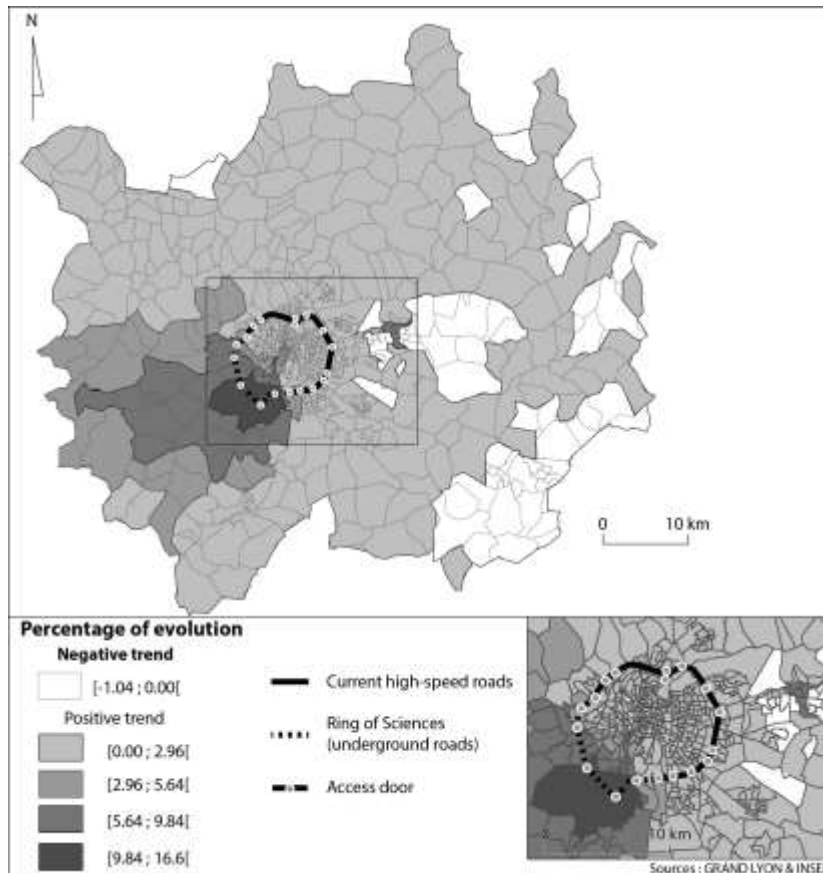 N
0 10 km
Percentage of evolution
Negative trend
[-1.04 ; 0.00[
Positive trend
[0.00 ; 2.96[
[2.96 ; 5.64[
[5.64 ; 9.84[
[9.84 ; 16.6[
Current high-speed roads
Ring of Sciences
(underground roads)
Access door
10 km
Sources : GRAND LYON & INSE